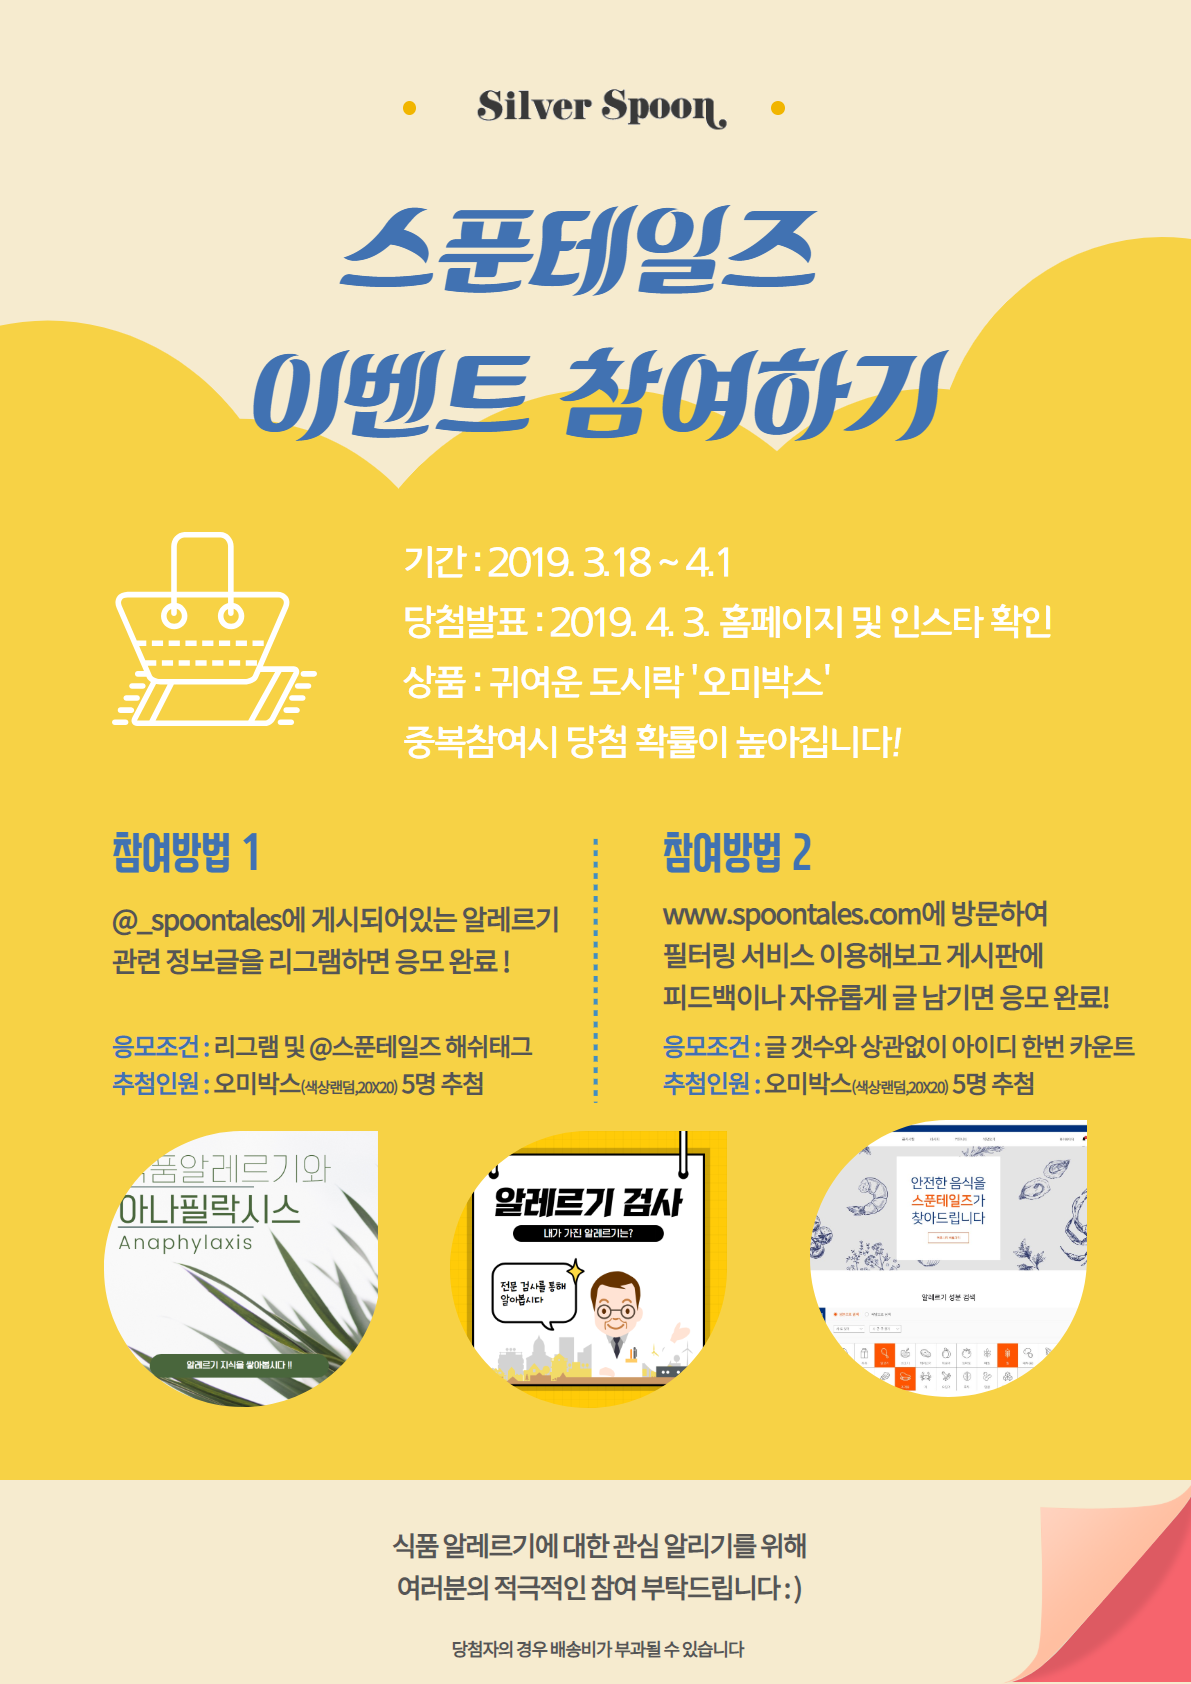 Silver Spoon
스푼테일즈
이벤트 참여하기
기간 : 2019. 3.18 ~ 4.1
당첨발표 : 2019. 4. 3. 홈페이지 및 인스타 확인
상품 : 귀여운 도시락 '오미박스'
중복참여시 당첨 확률이 높아집니다!
참여방법 1
@_spoontales에 게시되어있는 알레르기
관련 정보글을 리그램하면 응모 완료 !
응모조건 : 리그램 및 @스푼테일즈 해쉬태그
추첨인원 : 오미박스(색상랜덤,20X20) 5명 추첨
참여방법 2
www.spoontales.com에 방문하여
필터링 서비스 이용해보고 게시판에
피드백이나 자유롭게 글 남기면 응모 완료!
응모조건 : 글 갯수와 상관없이 아이디 한번 카운트
추첨인원 : 오미박스(색상랜덤,20X20) 5명 추첨
식품알레르기와
아나필락시스
Anaphylaxis
알레르기 지식을 쌓아봅시다 !!
알레르기 검사
내가 가진 알레르기는?
전문 검사를 통해
알아봅시다
안전한 음식을
스푼테일즈가
찾아드립니다
알레르기 성분 검색
식품 알레르기에 대한 관심 알리기를 위해
여러분의 적극적인 참여 부탁드립니다 : )
당첨자의 경우 배송비가 부과될 수 있습니다